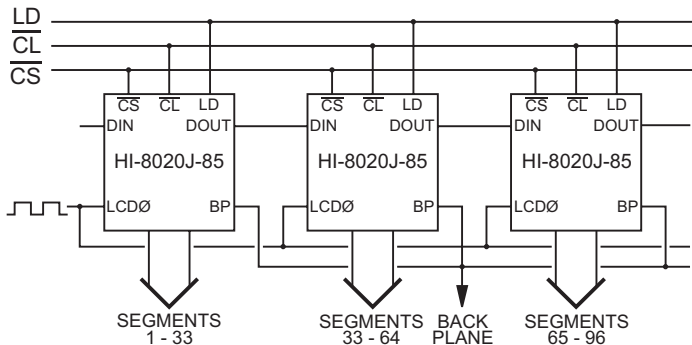 LD
CL
CS
CS CL LD
DIN DOUT
HI-8020J-85
LCDØ BP
CS CL LD
DIN DOUT
HI-8020J-85
LCDØ BP
CS CL LD
DIN DOUT
HI-8020J-85
LCDØ BP
SEGMENTS
1 - 33
SEGMENTS
33 - 64
BACK
PLANE
SEGMENTS
65 - 96